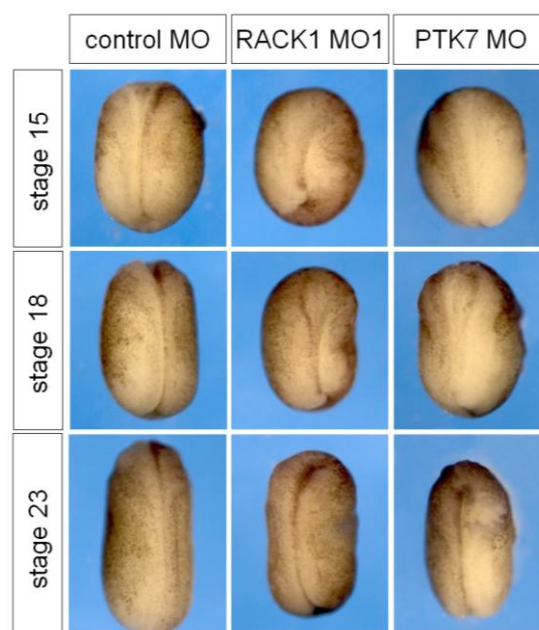 control MO
RACK1 MO1
PTK7 MO
stage 15
stage 18
stage 23